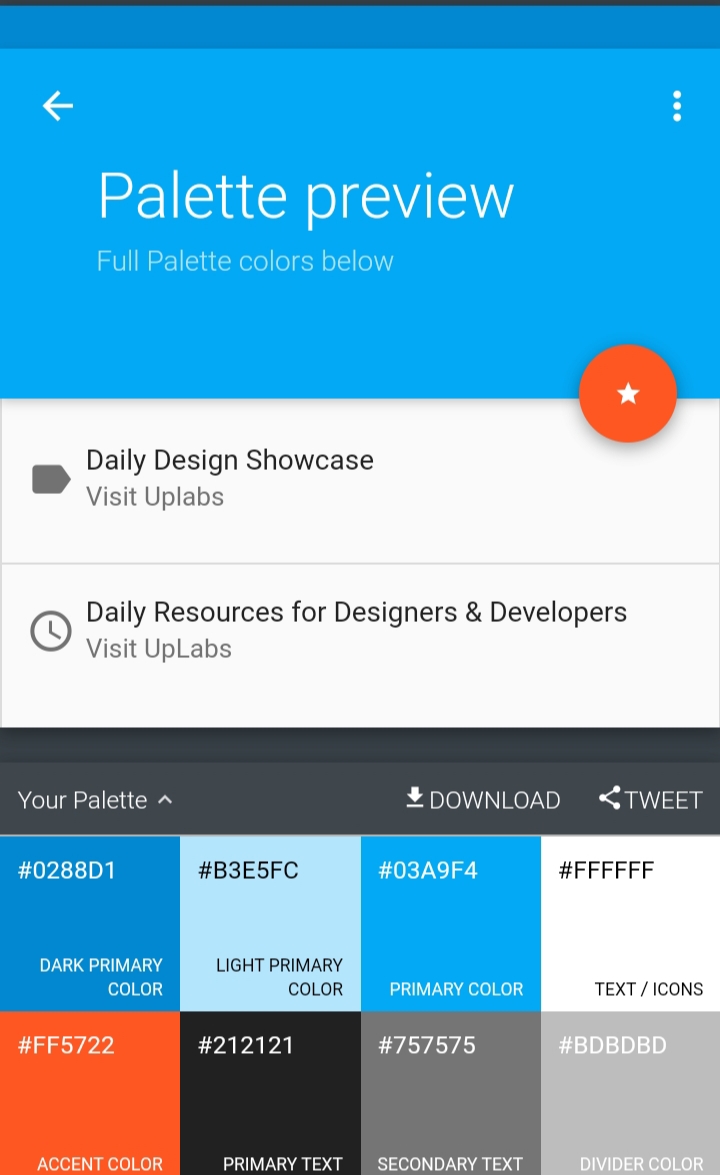 Palette preview
Full Palette colors below
Daily Design Showcase
Visit Uplabs
Daily Resources for Designers & Developers
Visit UpLabs
Your Palette
DOWNLOAD
TWEET
#0288D1
DARK PRIMARY
COLOR
#B3E5FC
LIGHT PRIMARY
COLOR
#03A9F4
PRIMARY COLOR
#FFFFFF
TEXT / ICONS
#FF5722
ACCENT COLOR
#212121
PRIMARY TEXT
#757575
SECONDARY TEXT
#BDBDBD
DIVIDER COLOR